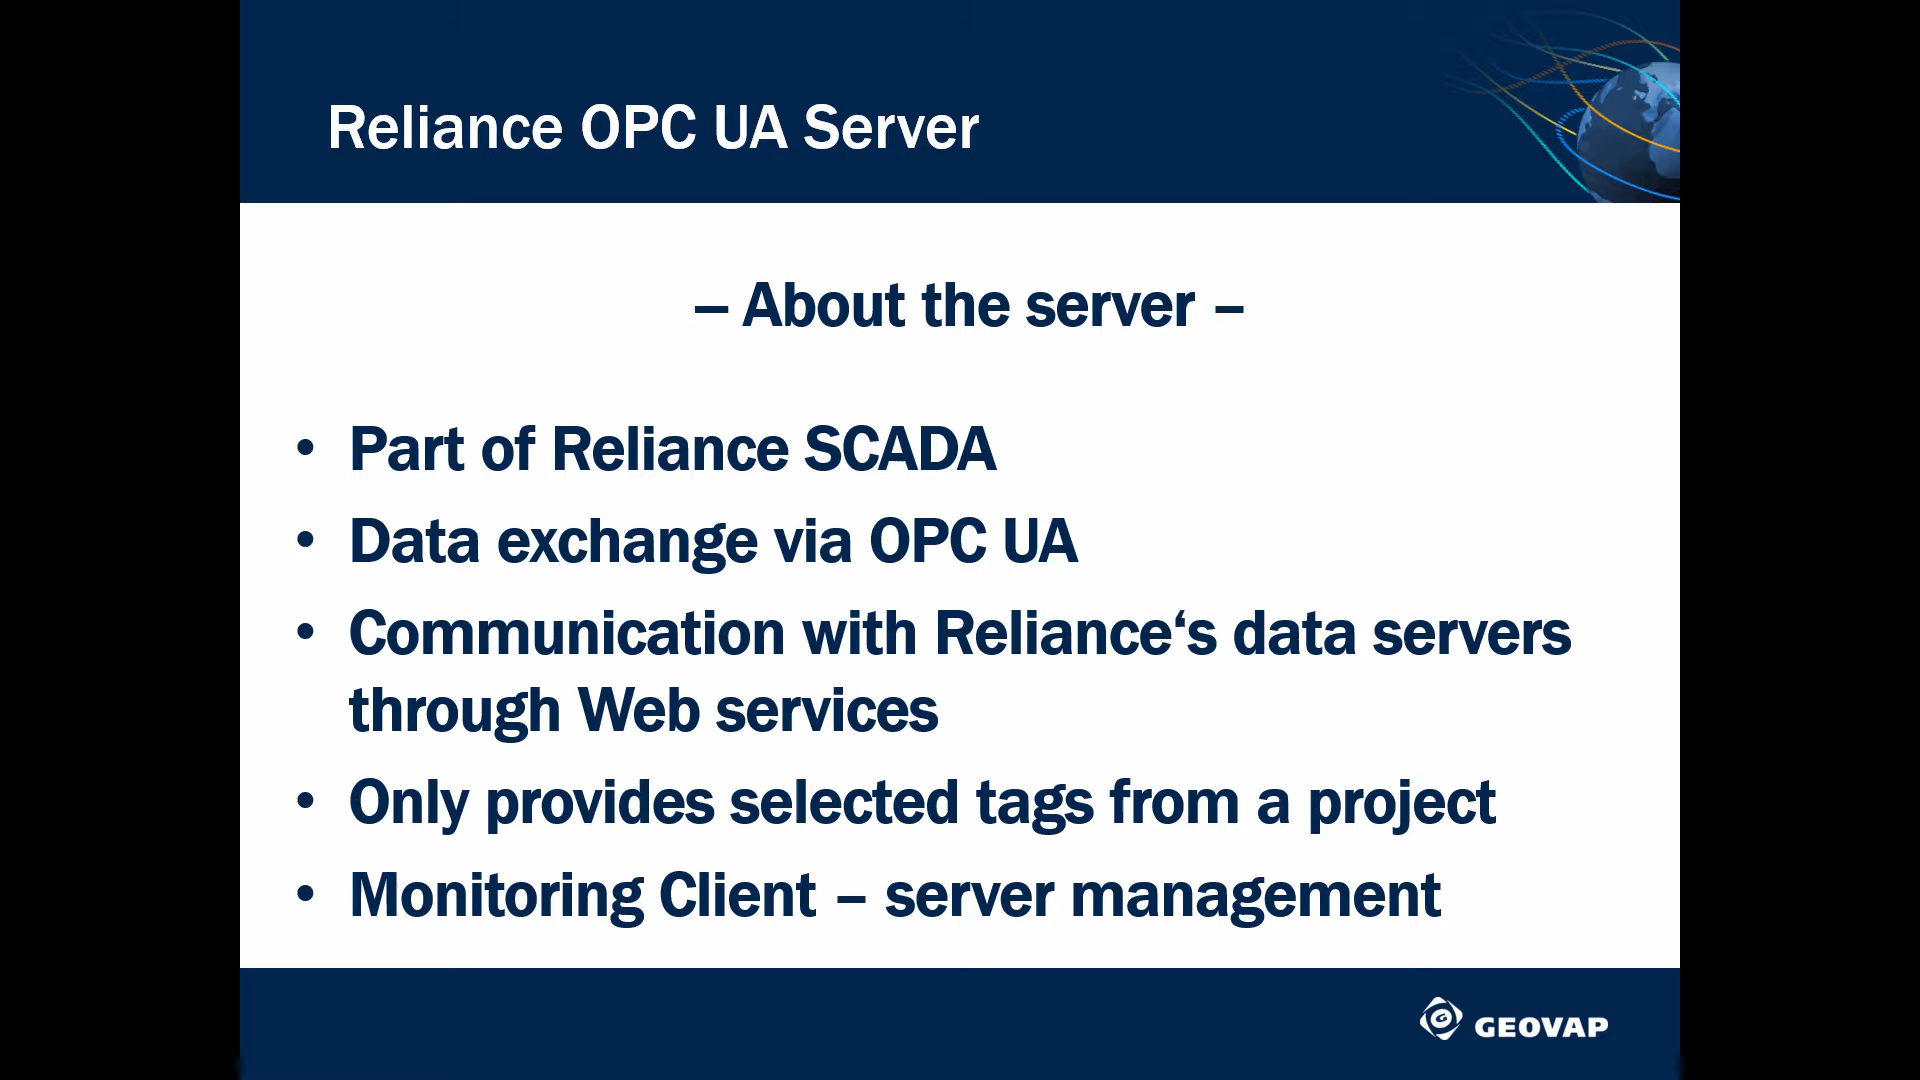 Reliance OPC UA Server
– About the server –
• Part of Reliance SCADA
• Data exchange via OPC UA
• Communication with Reliance‘s data servers
through Web services
• Only provides selected tags from a project
• Monitoring Client – server management
G GEOVAP